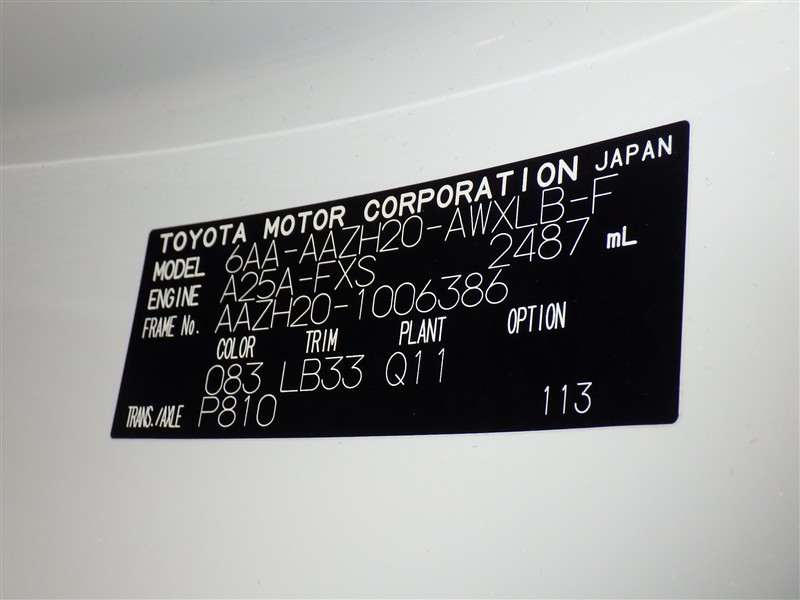 TOYOTA MOTOR CORPORATION JAPAN
MODEL 6AA-AAZH20-AWXLB-F
ENGINE A25A-FXS 2487 mL
FRAME No. AAZH20-1006386
COLOR TRIM PLANT OPTION
083 LB33 Q11
TRANS./AXLE P810 113